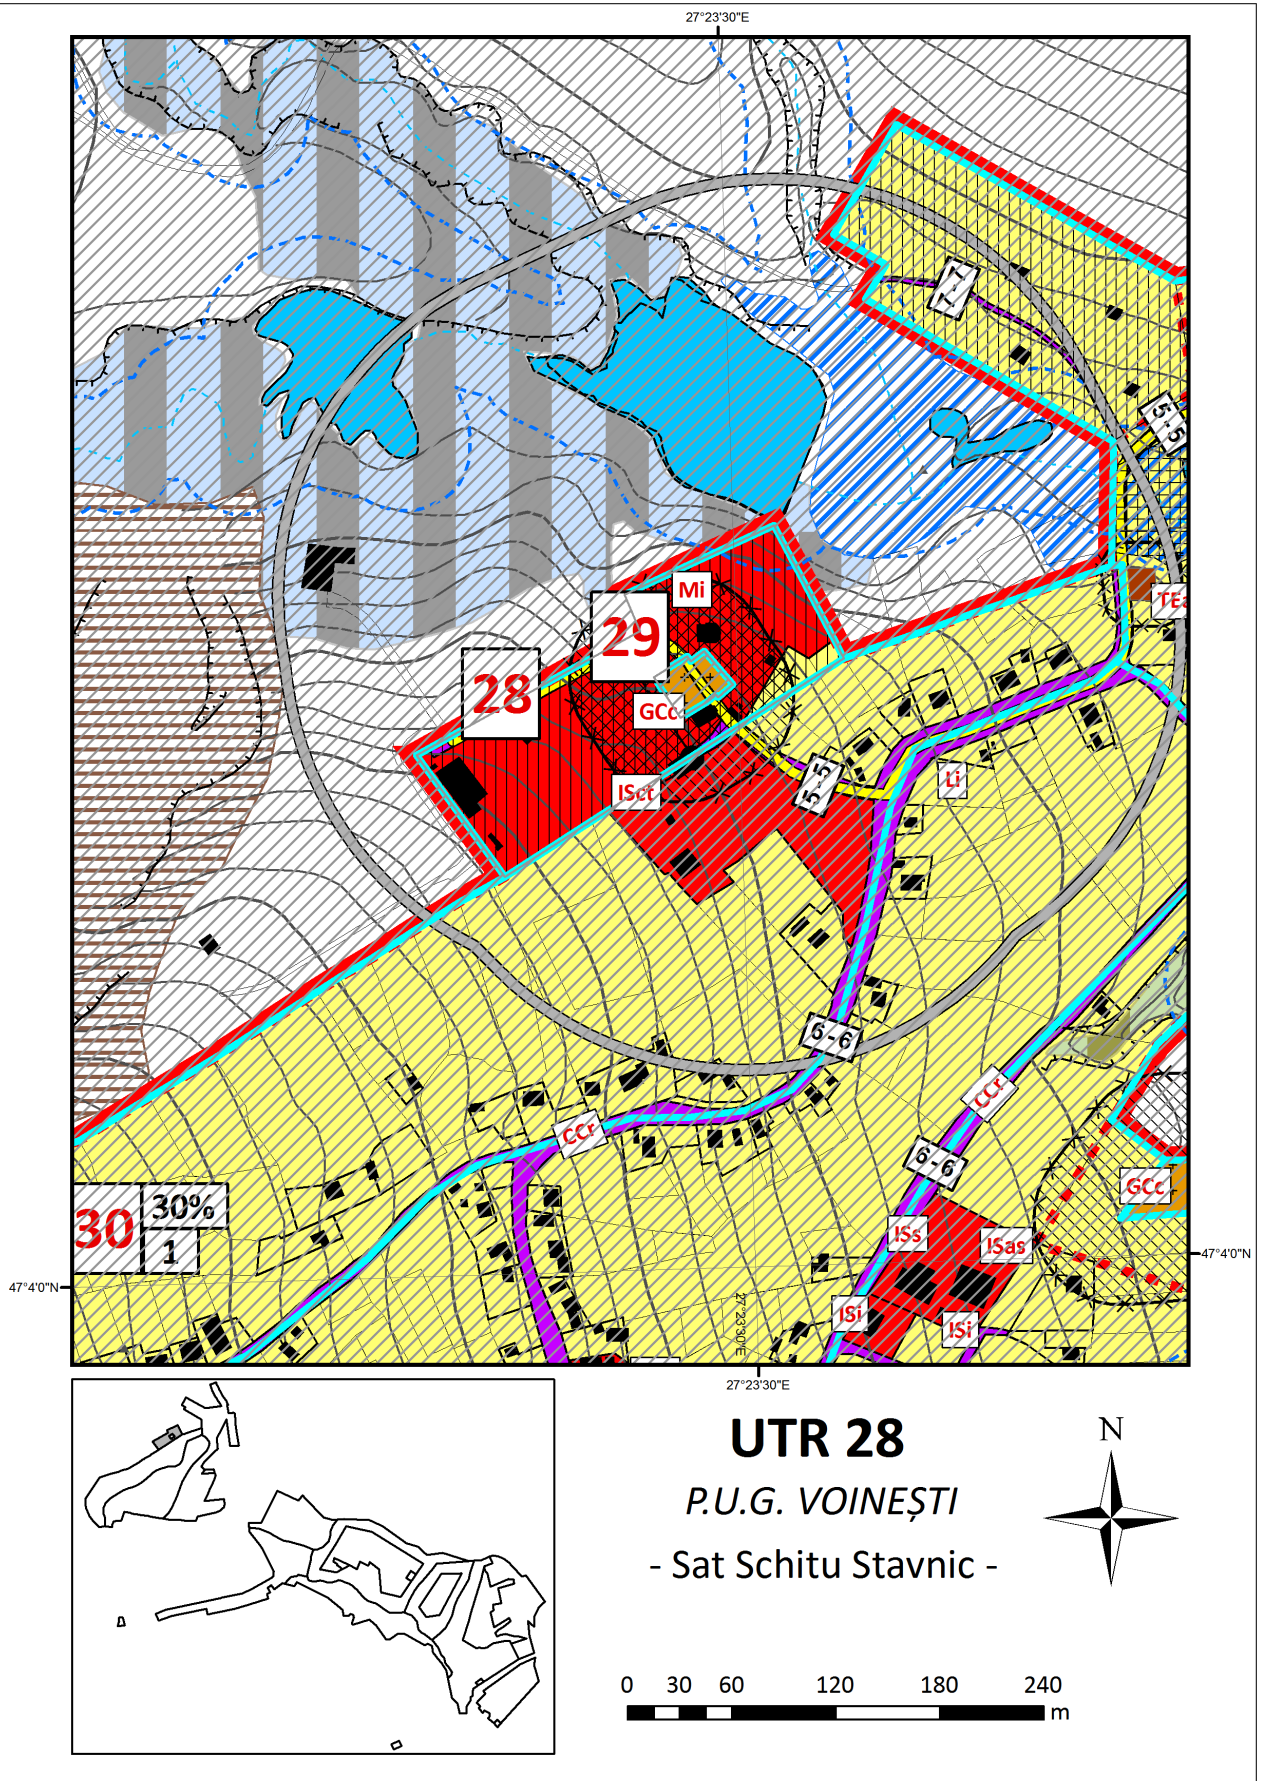 27°23'30"E
7-7
5-5
TEa
Mi
29
28
GCc
ISct
5-5
Li
6-6
CCr
CCr
6-6
GCc
30
30%
1
ISs
ISas
47°4'0"N
47°4'0"N
ISi
ISi
27°23'30"E
27°23'30"E
UTR 28
P.U.G. VOINEȘTI
- Sat Schitu Stavnic -
N
0 30 60 120 180 240
m